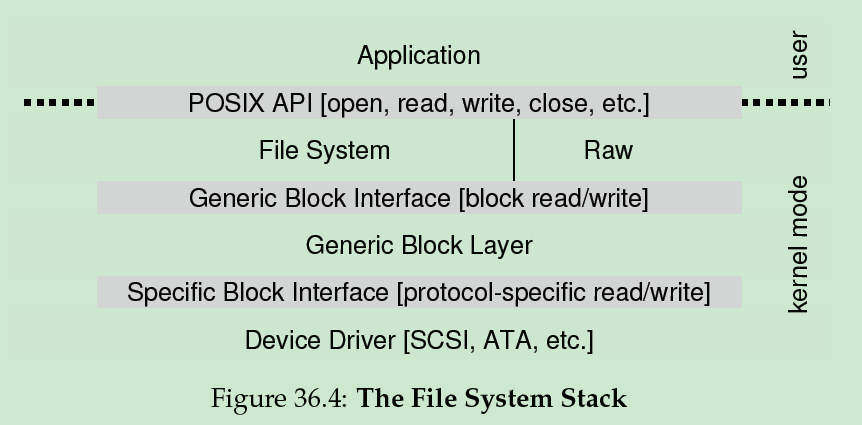 Application
user
POSIX API [open, read, write, close, etc.]
File System
Raw
Generic Block Interface [block read/write]
Generic Block Layer
kernel mode
Specific Block Interface [protocol-specific read/write]
Device Driver [SCSI, ATA, etc.]
Figure 36.4: The File System Stack